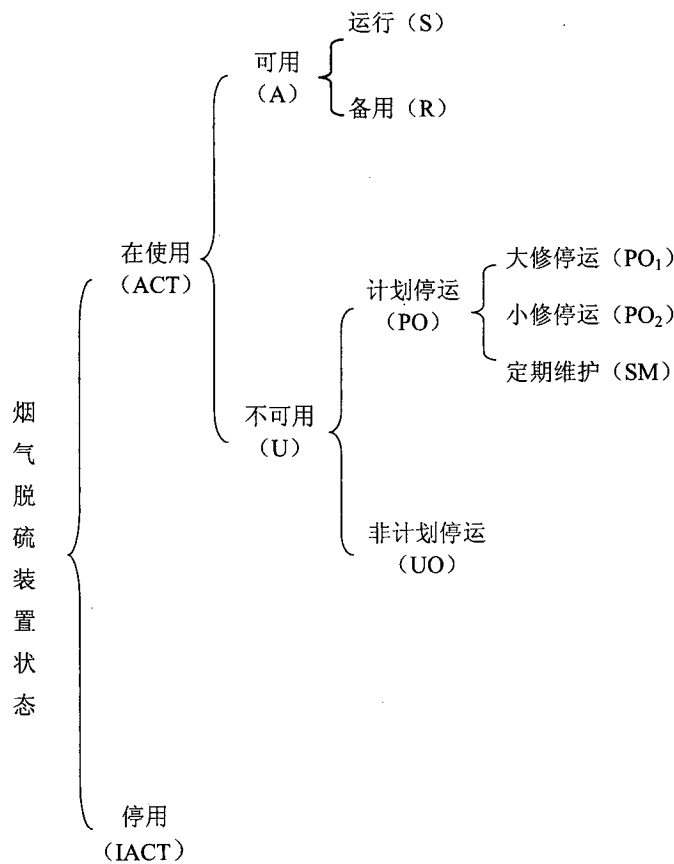 烟气脱硫装置状态
在使用
（ACT）
可用
（A）
运行（S）
备用（R）
不可用
（U）
计划停运
（PO）
大修停运（PO₁）
小修停运（PO₂）
定期维护（SM）
非计划停运
（UO）
停用
（IACT）